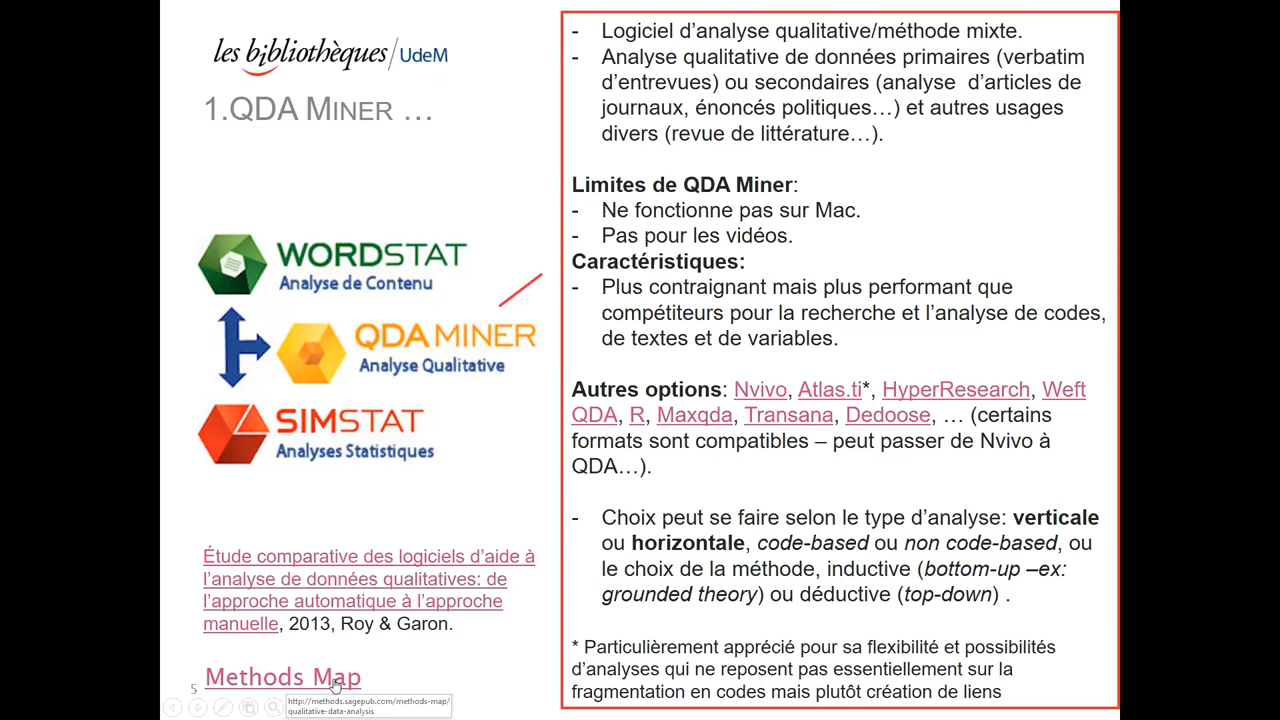 les bibliothèques/UdeM
1.QDA MINER …
WORDSTAT
Analyse de Contenu
QDA MINER
Analyse Qualitative
SIMSTAT
Analyses Statistiques
Étude comparative des logiciels d'aide à
l'analyse de données qualitatives: de
l'approche automatique à l'approche
manuelle, 2013, Roy & Garon.
Methods Map
5
http://methods.sagepub.com/methods-map/
qualitative-data-analysis
- Logiciel d'analyse qualitative/méthode mixte.
- Analyse qualitative de données primaires (verbatim
d'entrevues) ou secondaires (analyse d'articles de
journaux, énoncés politiques…) et autres usages
divers (revue de littérature…).
Limites de QDA Miner:
- Ne fonctionne pas sur Mac.
- Pas pour les vidéos.
Caractéristiques:
- Plus contraignant mais plus performant que
compétiteurs pour la recherche et l'analyse de codes,
de textes et de variables.
Autres options: Nvivo, Atlas.ti*, HyperResearch, Weft
QDA, R, Maxqda, Transana, Dedoose, … (certains
formats sont compatibles – peut passer de Nvivo à
QDA…).
- Choix peut se faire selon le type d'analyse: verticale
ou horizontale, code-based ou non code-based, ou
le choix de la méthode, inductive (bottom-up –ex:
grounded theory) ou déductive (top-down) .
* Particulièrement apprécié pour sa flexibilité et possibilités
d'analyses qui ne reposent pas essentiellement sur la
fragmentation en codes mais plutôt création de liens